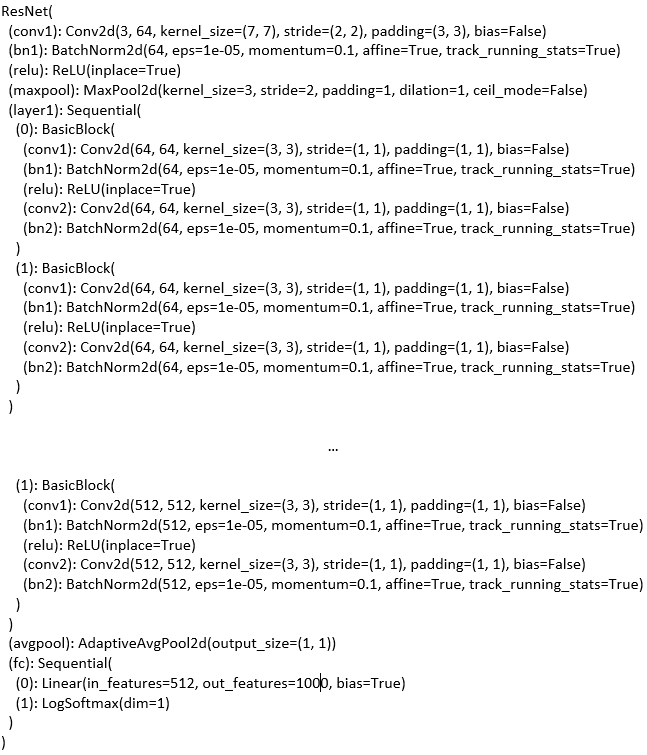 ResNet(
(conv1): Conv2d(3, 64, kernel_size=(7, 7), stride=(2, 2), padding=(3, 3), bias=False)
(bn1): BatchNorm2d(64, eps=1e-05, momentum=0.1, affine=True, track_running_stats=True)
(relu): ReLU(inplace=True)
(maxpool): MaxPool2d(kernel_size=3, stride=2, padding=1, dilation=1, ceil_mode=False)
(layer1): Sequential(
(0): BasicBlock(
(conv1): Conv2d(64, 64, kernel_size=(3, 3), stride=(1, 1), padding=(1, 1), bias=False)
(bn1): BatchNorm2d(64, eps=1e-05, momentum=0.1, affine=True, track_running_stats=True)
(relu): ReLU(inplace=True)
(conv2): Conv2d(64, 64, kernel_size=(3, 3), stride=(1, 1), padding=(1, 1), bias=False)
(bn2): BatchNorm2d(64, eps=1e-05, momentum=0.1, affine=True, track_running_stats=True)
)
(1): BasicBlock(
(conv1): Conv2d(64, 64, kernel_size=(3, 3), stride=(1, 1), padding=(1, 1), bias=False)
(bn1): BatchNorm2d(64, eps=1e-05, momentum=0.1, affine=True, track_running_stats=True)
(relu): ReLU(inplace=True)
(conv2): Conv2d(64, 64, kernel_size=(3, 3), stride=(1, 1), padding=(1, 1), bias=False)
(bn2): BatchNorm2d(64, eps=1e-05, momentum=0.1, affine=True, track_running_stats=True)
)
)
...
(1): BasicBlock(
(conv1): Conv2d(512, 512, kernel_size=(3, 3), stride=(1, 1), padding=(1, 1), bias=False)
(bn1): BatchNorm2d(512, eps=1e-05, momentum=0.1, affine=True, track_running_stats=True)
(relu): ReLU(inplace=True)
(conv2): Conv2d(512, 512, kernel_size=(3, 3), stride=(1, 1), padding=(1, 1), bias=False)
(bn2): BatchNorm2d(512, eps=1e-05, momentum=0.1, affine=True, track_running_stats=True)
)
)
(avgpool): AdaptiveAvgPool2d(output_size=(1, 1))
(fc): Sequential(
(0): Linear(in_features=512, out_features=1000, bias=True)
(1): LogSoftmax(dim=1)
)
)